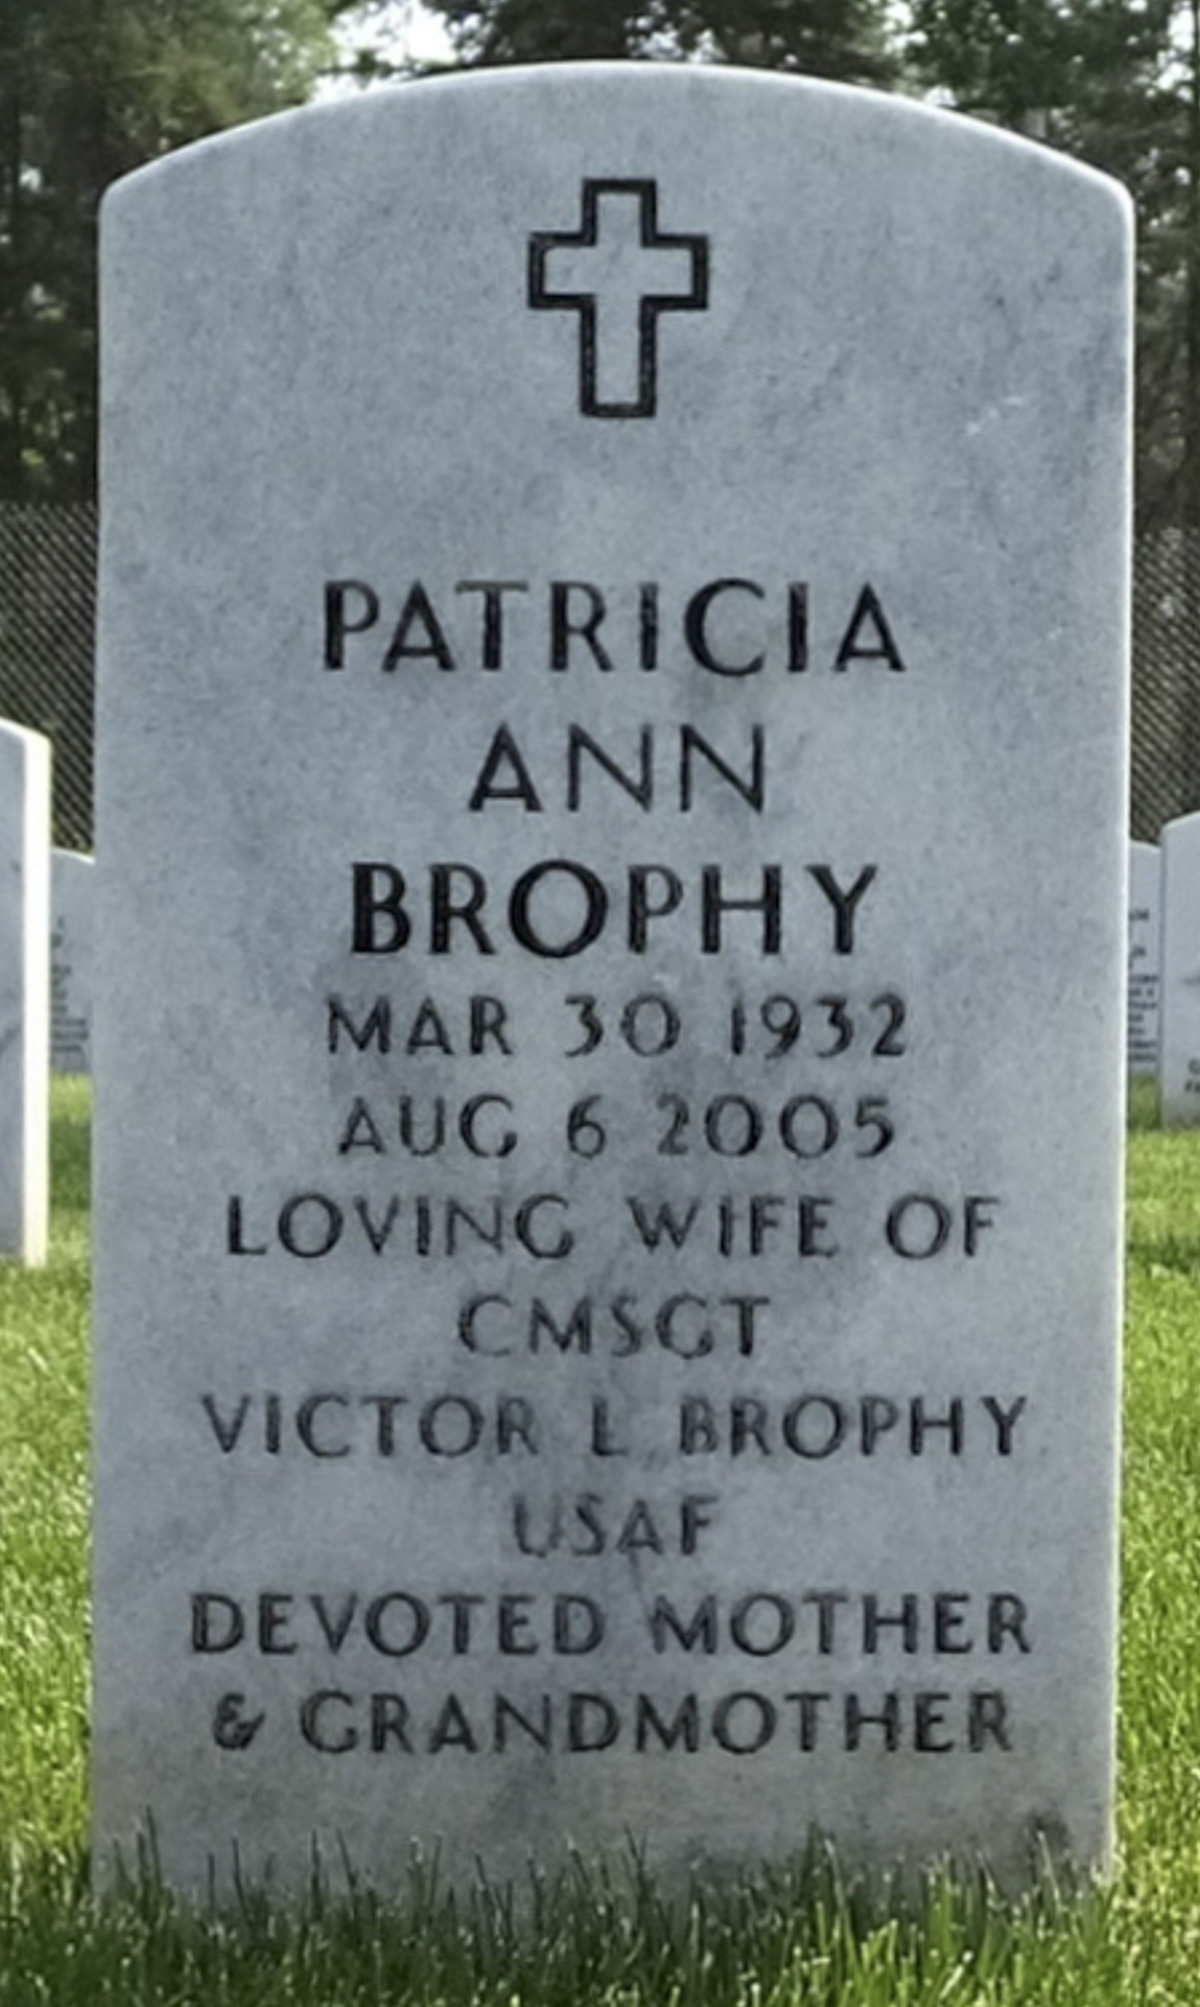 PATRICIA
ANN
BROPHY
MAR 30 1932
AUG 6 2005
LOVING WIFE OF
CMSGT
VICTOR L BROPHY
USAF
DEVOTED MOTHER
& GRANDMOTHER